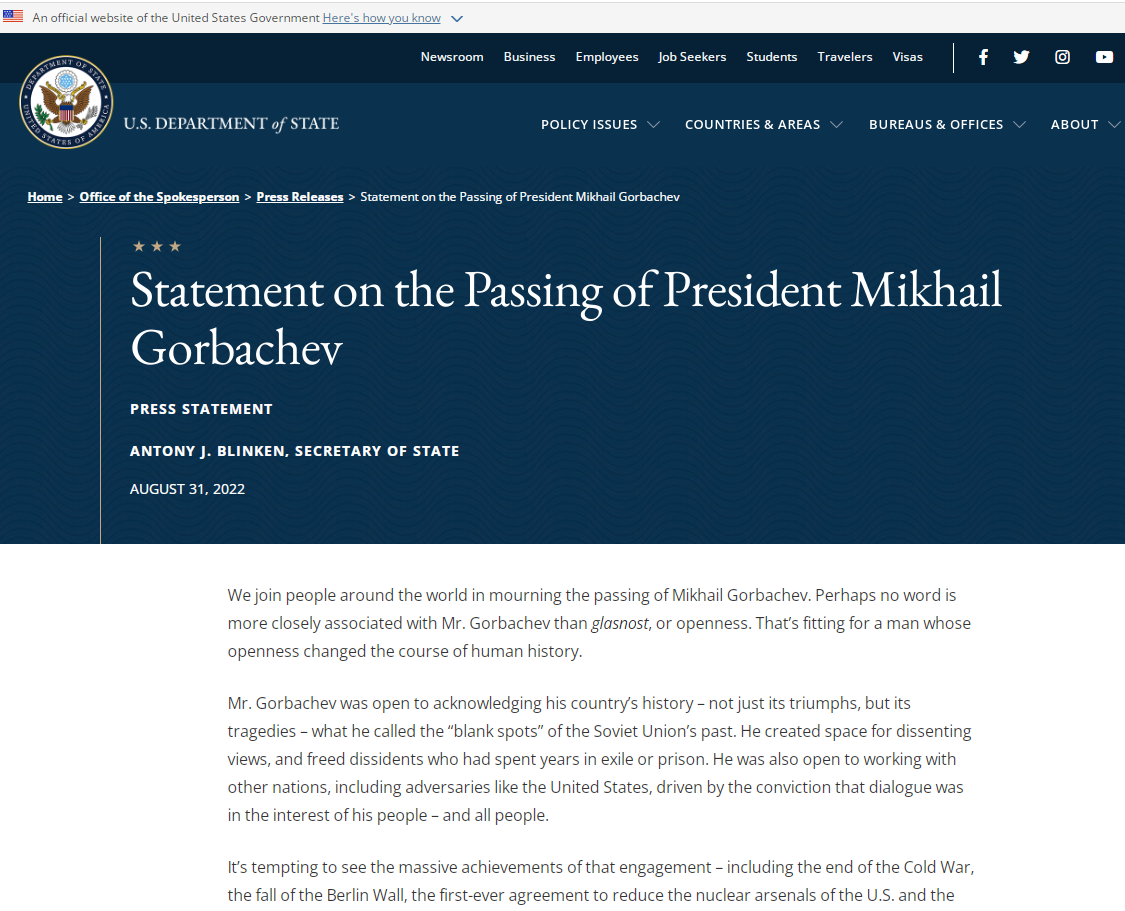 An official website of the United States Government Here's how you know
Newsroom Business Employees Job Seekers Students Travelers Visas
DEPARTMENT OF STATE
UNITED STATES OF AMERICA
U.S. DEPARTMENT of STATE
POLICY ISSUES COUNTRIES & AREAS BUREAUS & OFFICES ABOUT
Home > Office of the Spokesperson > Press Releases > Statement on the Passing of President Mikhail Gorbachev
Statement on the Passing of President Mikhail
Gorbachev
PRESS STATEMENT
ANTONY J. BLINKEN, SECRETARY OF STATE
AUGUST 31, 2022
We join people around the world in mourning the passing of Mikhail Gorbachev. Perhaps no word is
more closely associated with Mr. Gorbachev than glasnost, or openness. That’s fitting for a man whose
openness changed the course of human history.
Mr. Gorbachev was open to acknowledging his country’s history – not just its triumphs, but its
tragedies – what he called the “blank spots” of the Soviet Union’s past. He created space for dissenting
views, and freed dissidents who had spent years in exile or prison. He was also open to working with
other nations, including adversaries like the United States, driven by the conviction that dialogue was
in the interest of his people – and all people.
It’s tempting to see the massive achievements of that engagement – including the end of the Cold War,
the fall of the Berlin Wall, the first-ever agreement to reduce the nuclear arsenals of the U.S. and the